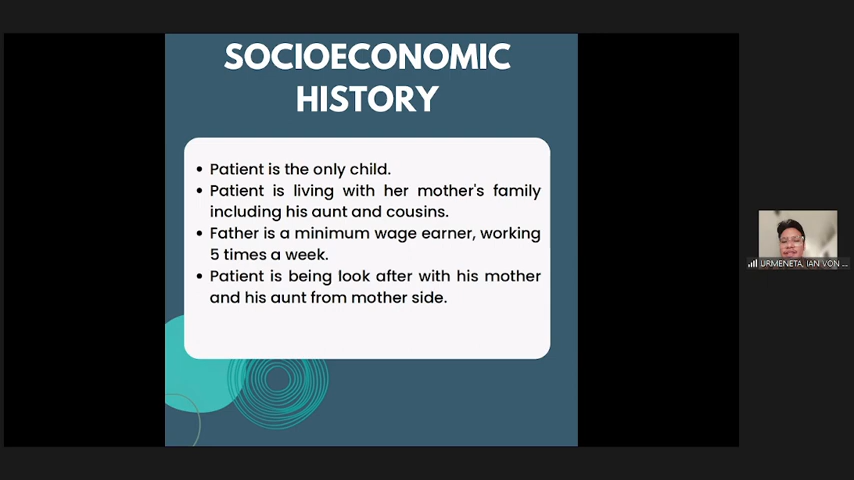 SOCIOECONOMIC
HISTORY
• Patient is the only child.
• Patient is living with her mother's family
including his aunt and cousins.
• Father is a minimum wage earner, working
5 times a week.
• Patient is being look after with his mother
and his aunt from mother side.
URMENETA, IAN VON ...